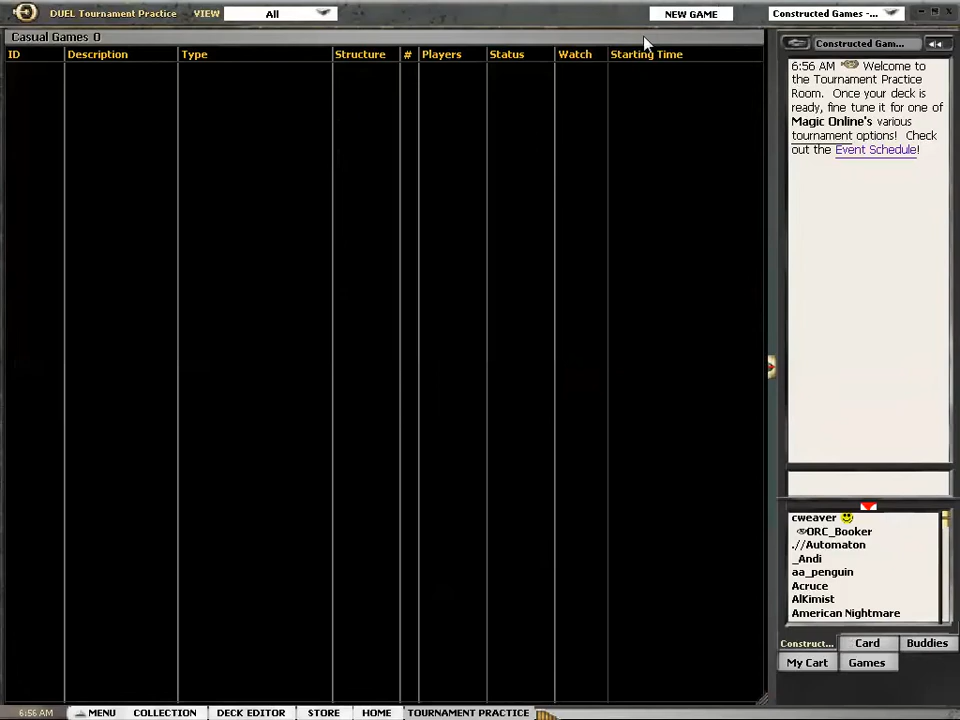 DUEL Tournament Practice VIEW All NEW GAME Constructed Games -...
Casual Games 0
ID Description Type Structure # Players Status Watch Starting Time
Constructed Gam...
6:56 AM Welcome to
the Tournament Practice
Room. Once your deck is
ready, fine tune it for one of
Magic Online's various
tournament options! Check
out the Event Schedule!
cweaver
ORC_Booker
.//Automaton
_Andi
aa_penguin
Acruce
AlKimist
American Nightmare
Construct... Card Buddies
My Cart Games
6:56 AM MENU COLLECTION DECK EDITOR STORE HOME TOURNAMENT PRACTICE